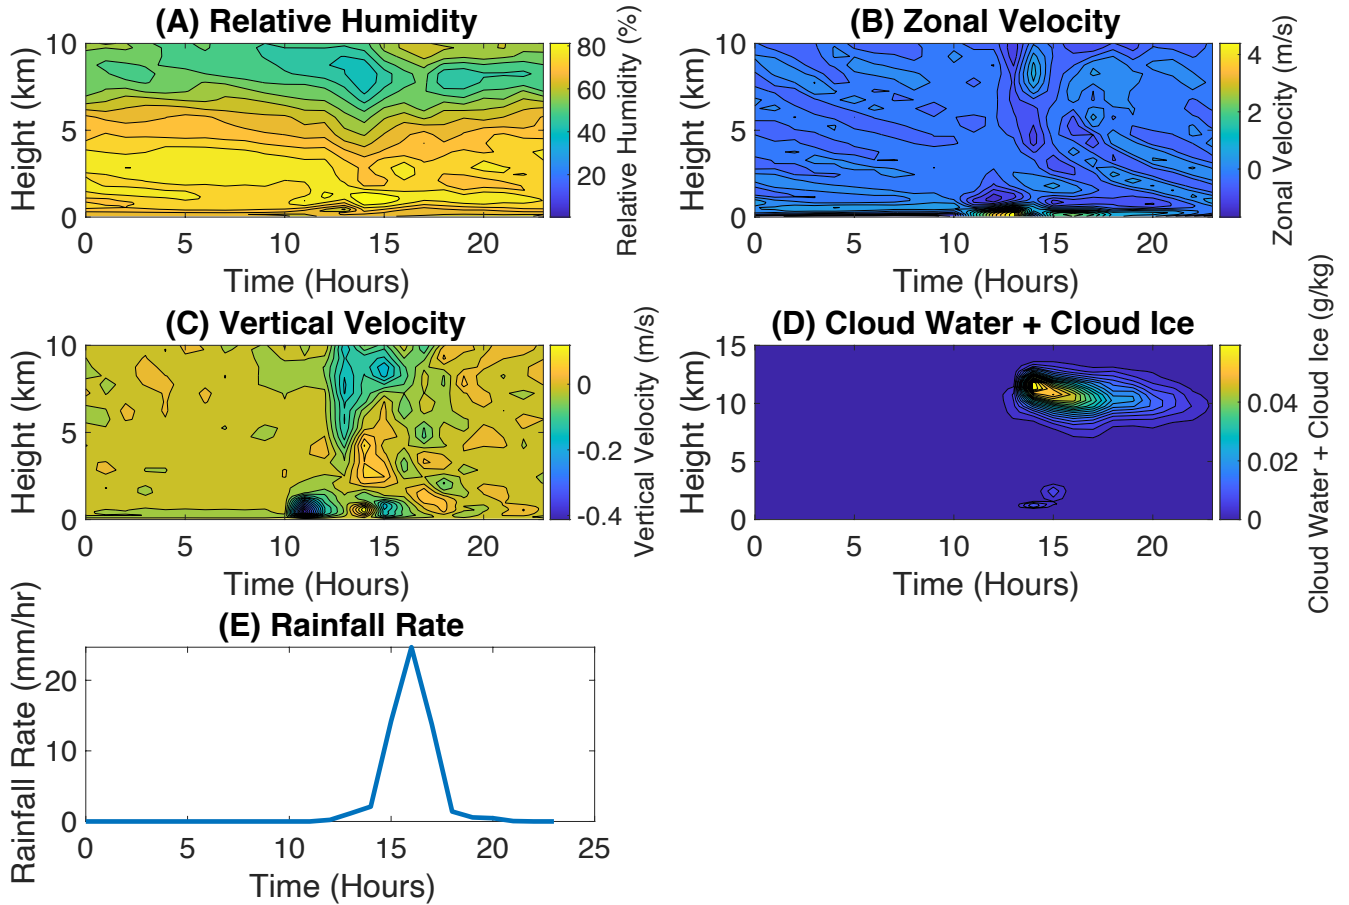 (A) Relative Humidity
Height (km)
10
5
0
0 5 10 15 20
Time (Hours)
80
60
40
20
Relative Humidity (%)
(B) Zonal Velocity
Height (km)
10
5
0
0 5 10 15 20
Time (Hours)
4
2
0
Zonal Velocity (m/s)
(C) Vertical Velocity
Height (km)
10
5
0
0 5 10 15 20
Time (Hours)
0
-0.2
-0.4
Vertical Velocity (m/s)
(D) Cloud Water + Cloud Ice
Height (km)
15
10
5
0
0 5 10 15 20
Time (Hours)
0.04
0.02
0
Cloud Water + Cloud Ice (g/kg)
(E) Rainfall Rate
Rainfall Rate (mm/hr)
20
10
0
0 5 10 15 20 25
Time (Hours)